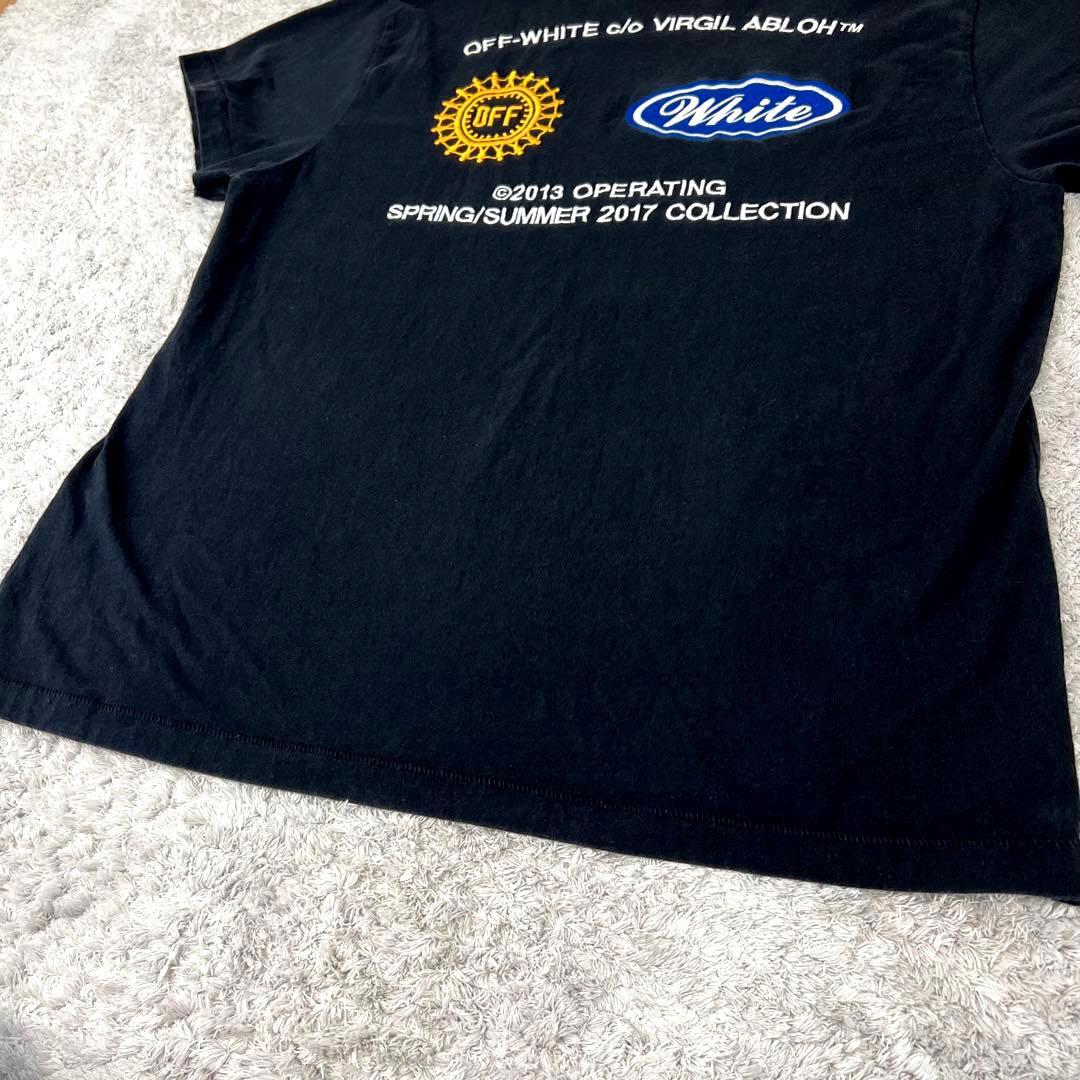 OFF-WHITE c/o VIRGIL ABLOH™
OFF
White
©2013 OPERATING
SPRING/SUMMER 2017 COLLECTION